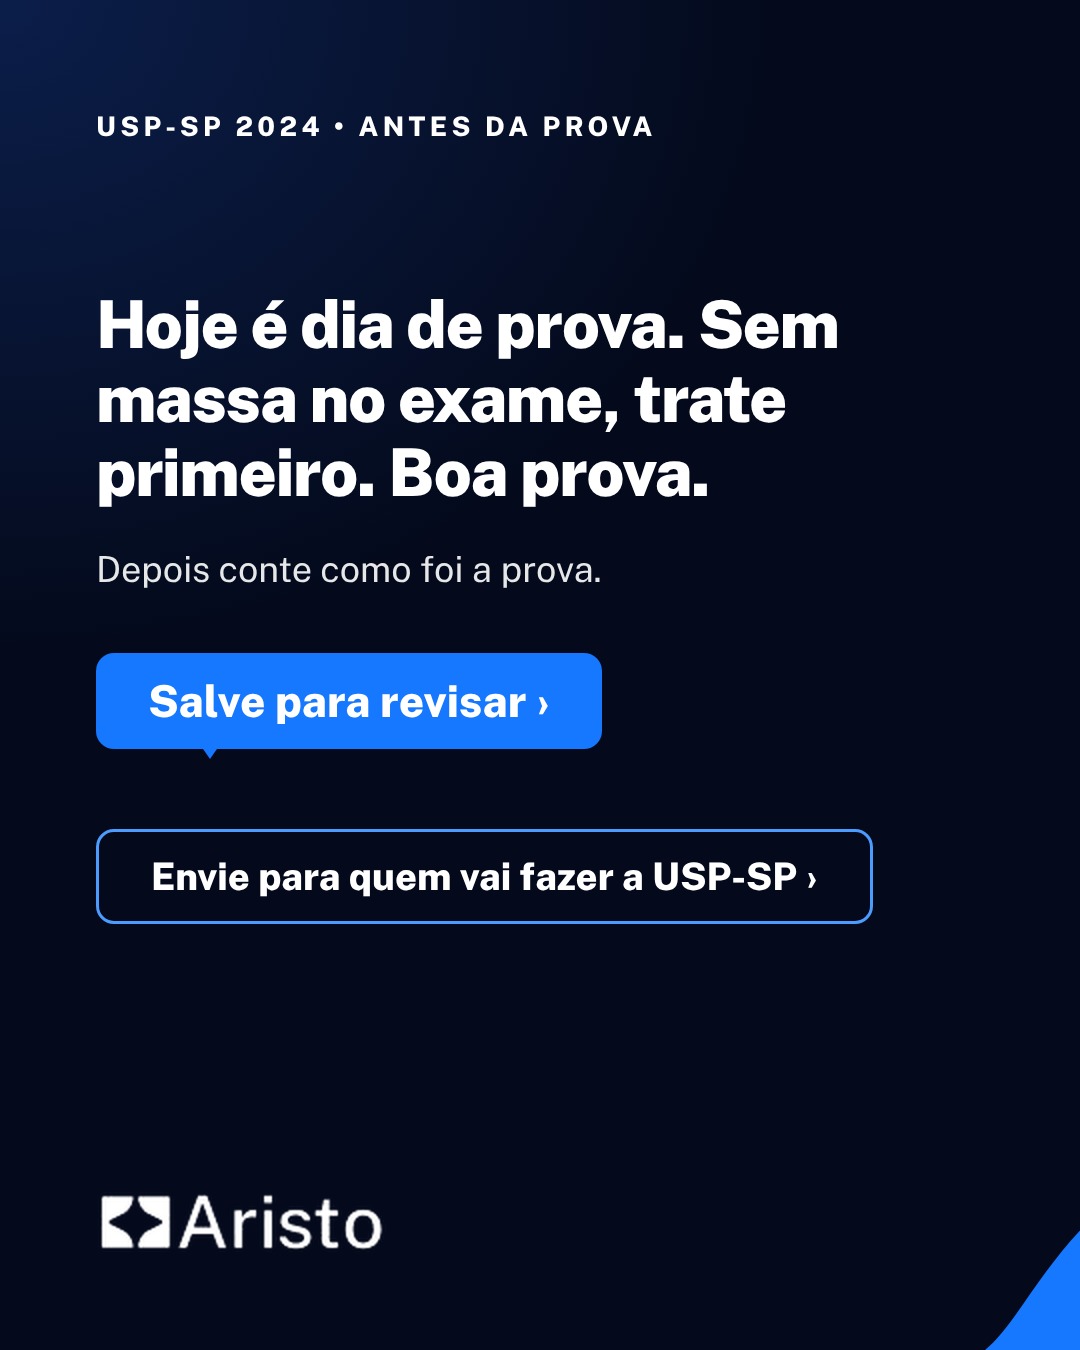 USP-SP 2024 • ANTES DA PROVA
Hoje é dia de prova. Sem
massa no exame, trate
primeiro. Boa prova.
Depois conte como foi a prova.
Salve para revisar ›
Envie para quem vai fazer a USP-SP ›
Aristo